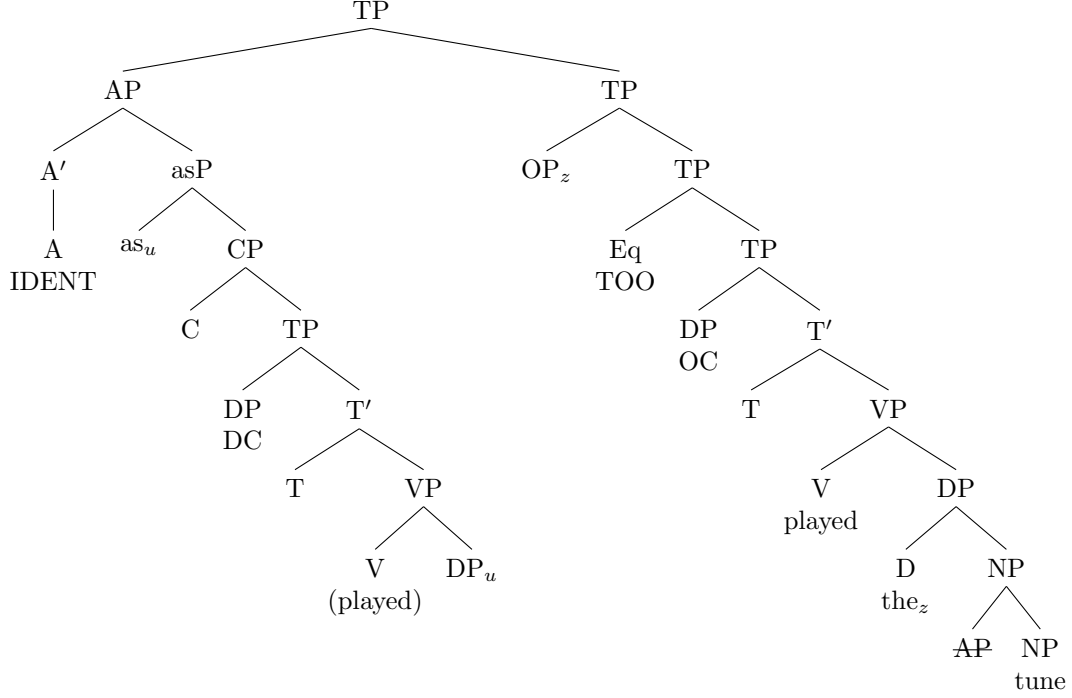 TP
AP TP
A′ asP OP_z TP
A as_u CP Eq TP
IDENT TOO
C TP DP T′
OC
DP T′ T VP
DC
T VP V DP
played
V DP_u D NP
(played) the_z
AP NP
tune